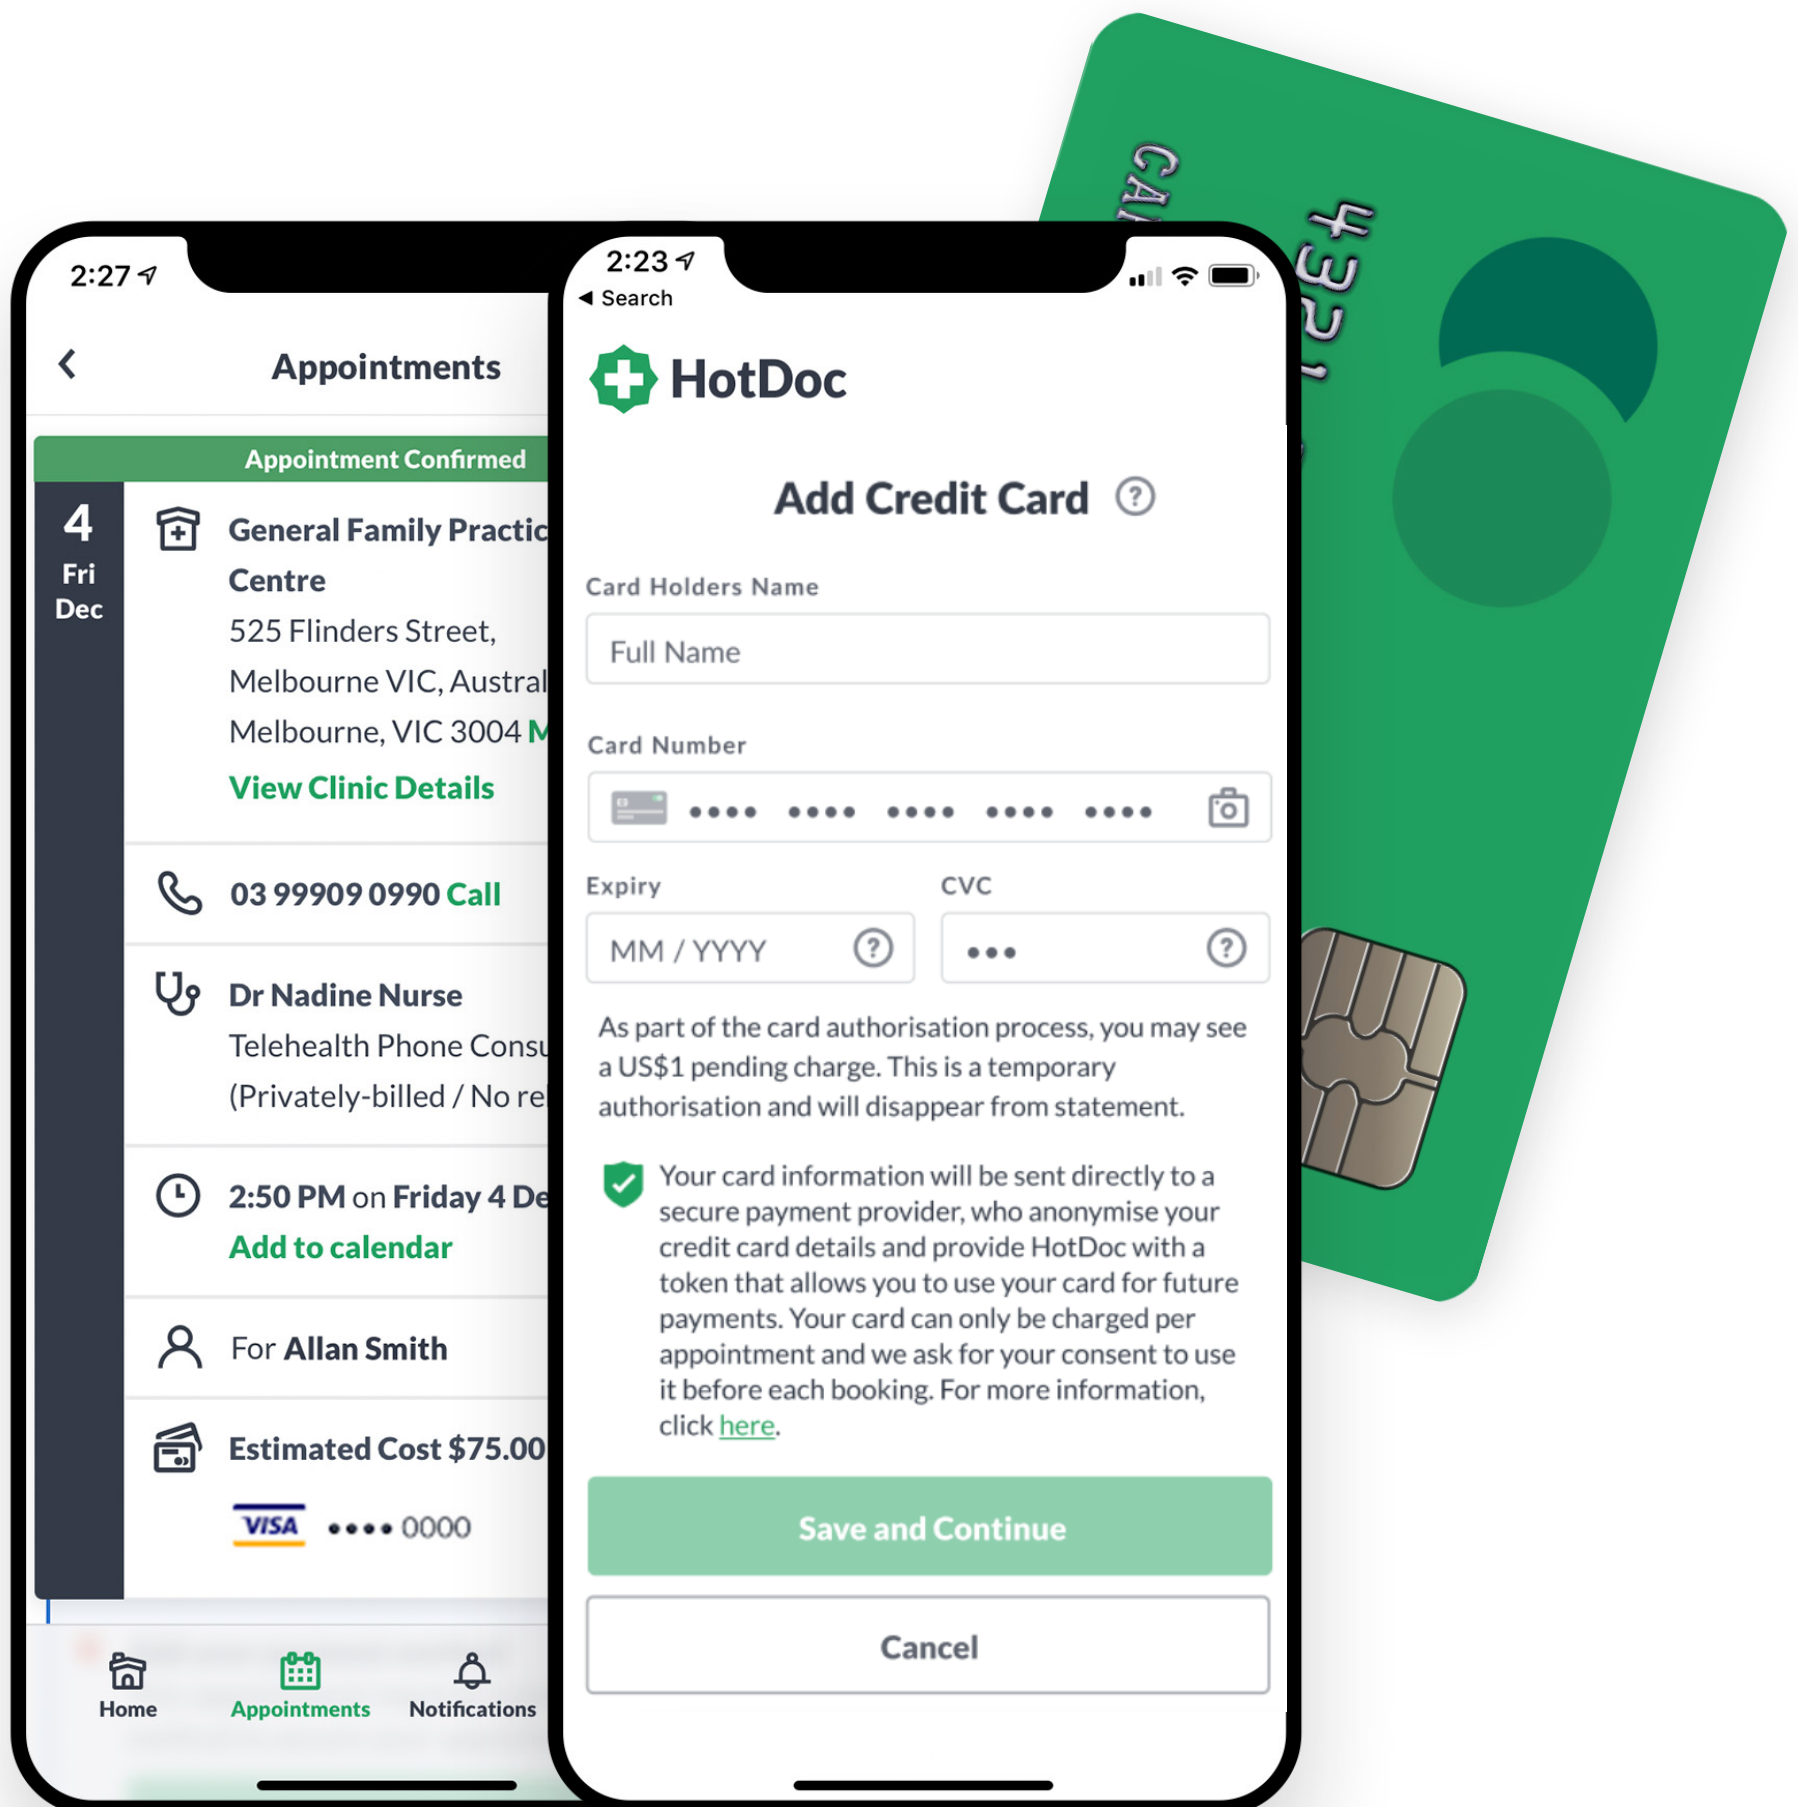 2:27
Appointments
Appointment Confirmed
4
Fri
Dec
General Family Practic
Centre
525 Flinders Street,
Melbourne VIC, Austral
Melbourne, VIC 3004 M
View Clinic Details
03 99909 0990 Call
Dr Nadine Nurse
Telehealth Phone Consu
(Privately-billed / No re
2:50 PM on Friday 4 De
Add to calendar
For Allan Smith
Estimated Cost $75.00
VISA •••• 0000
Home
Appointments
Notifications
2:23
◀ Search
HotDoc
Add Credit Card ?
Card Holders Name
Full Name
Card Number
•••• •••• •••• •••• ••••
Expiry
MM / YYYY ?
CVC
••• ?
As part of the card authorisation process, you may see
a US$1 pending charge. This is a temporary
authorisation and will disappear from statement.
Your card information will be sent directly to a
secure payment provider, who anonymise your
credit card details and provide HotDoc with a
token that allows you to use your card for future
payments. Your card can only be charged per
appointment and we ask for your consent to use
it before each booking. For more information,
click here.
Save and Continue
Cancel
CA
4321